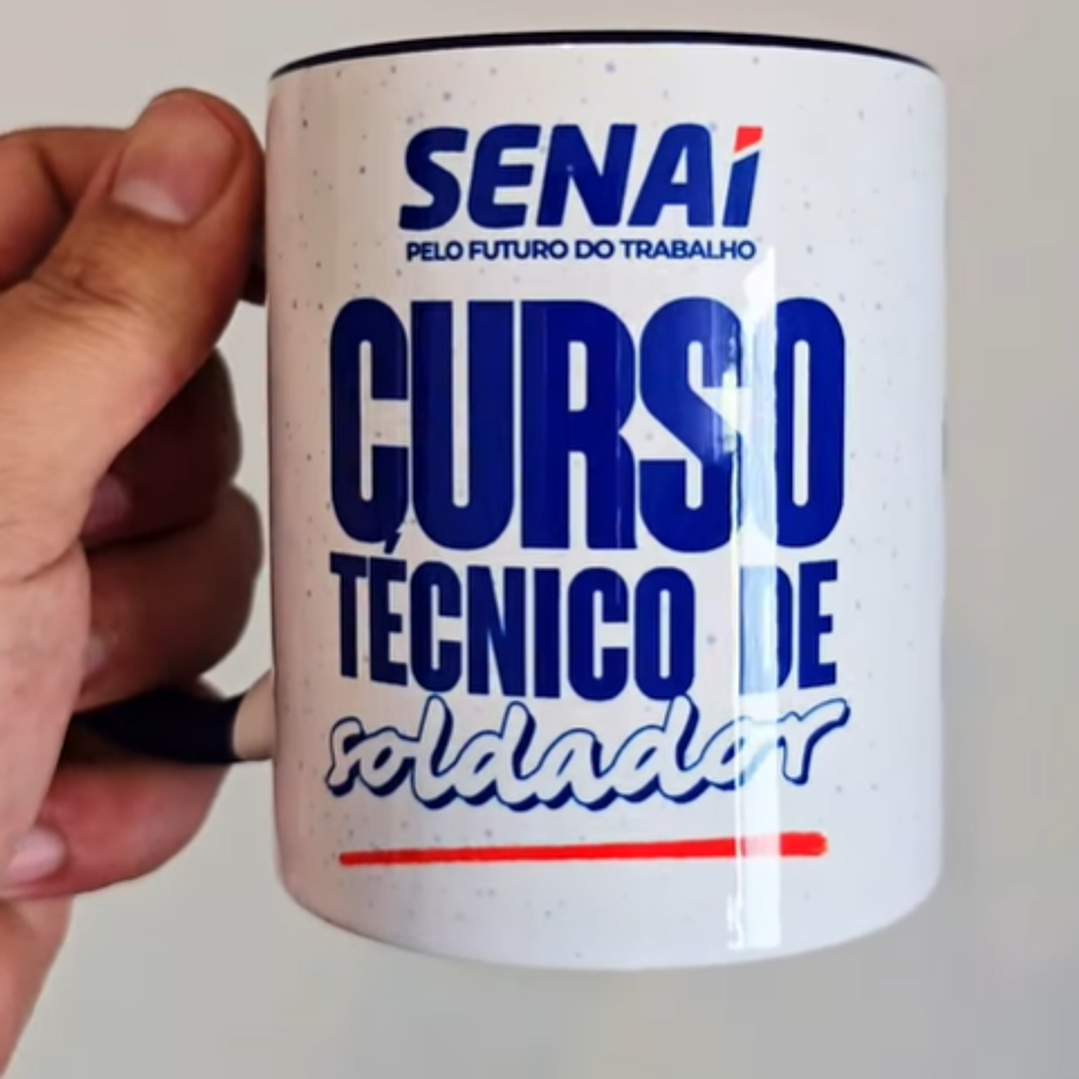 SENAI
PELO FUTURO DO TRABALHO
CURSO
TÉCNICO DE
soldador